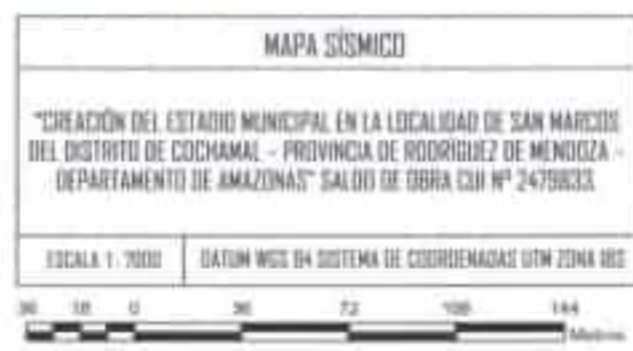 MAPA SÍSMICO
"CREACIÓN DEL ESTADIO MUNICIPAL EN LA LOCALIDAD DE SAN MARCOS
DEL DISTRITO DE COCHAMAL - PROVINCIA DE RODRÍGUEZ DE MENDOZA -
DEPARTAMENTO DE AMAZONAS" SALDO DE OBRA CUI Nº 2479833.
ESCALA 1 : 7000 DATUM WGS 84 SISTEMA DE COORDENADAS UTM ZONA 18S
36 18 0 36 72 108 144
Metros